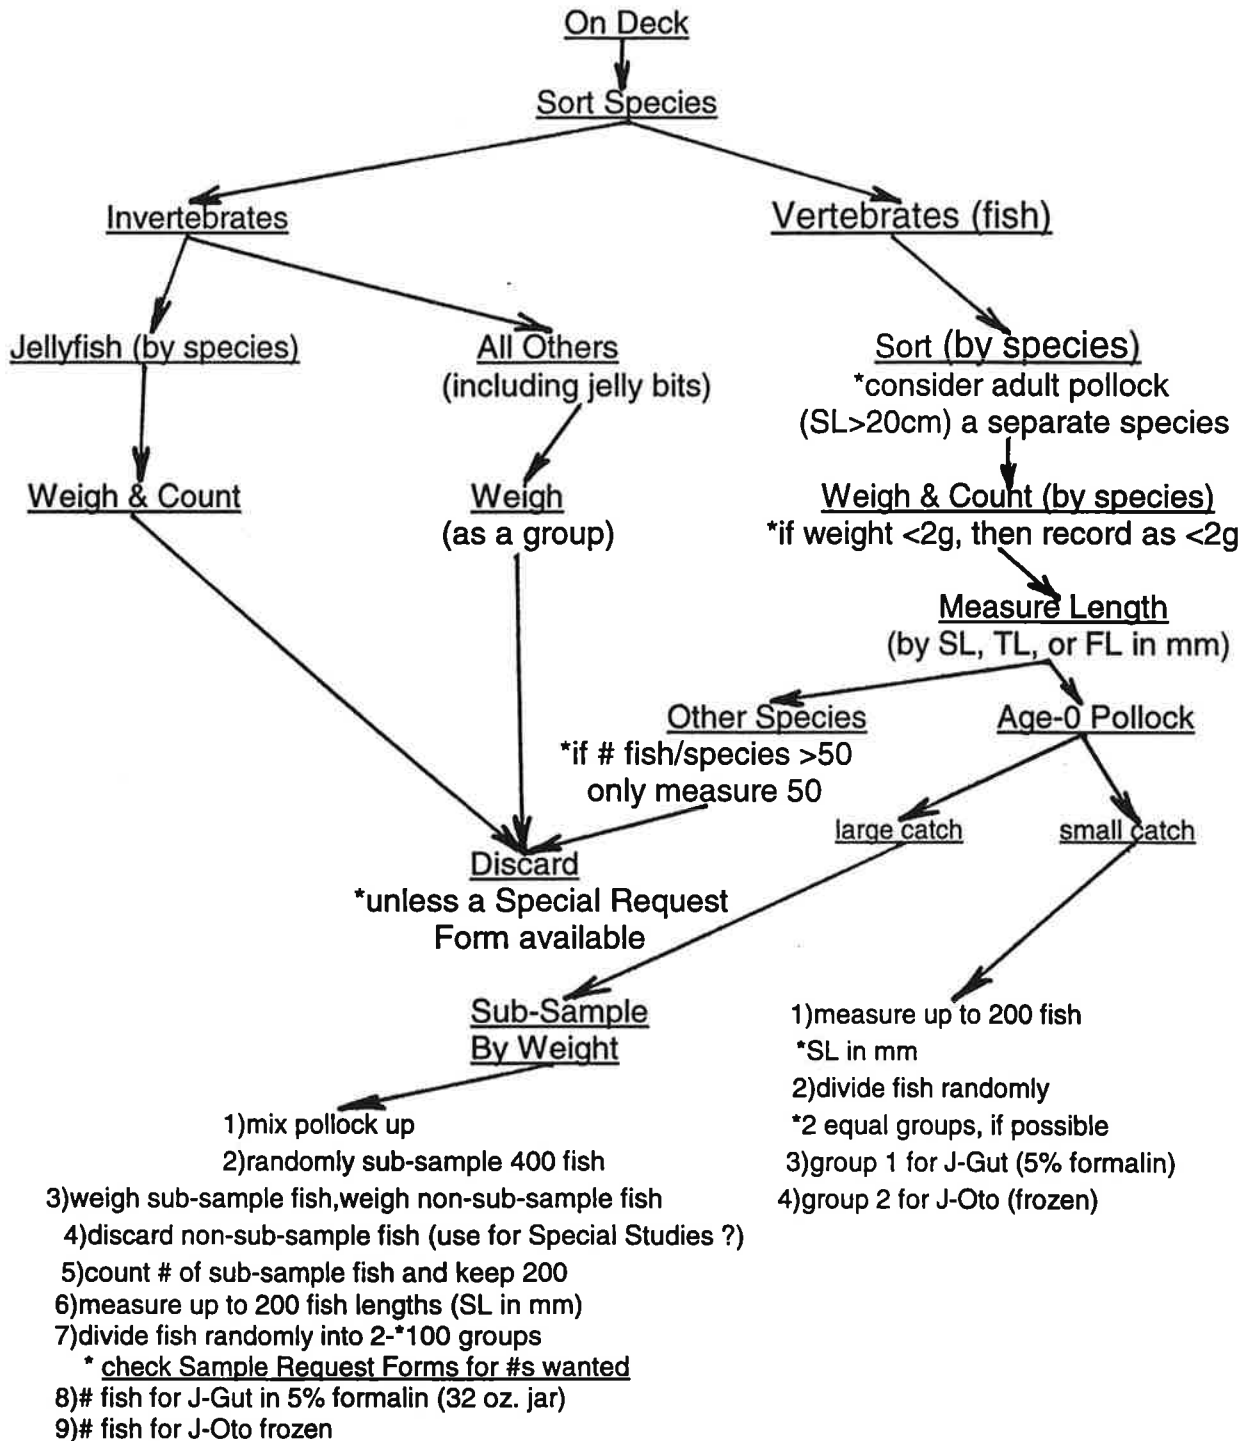 On Deck
Sort Species
Invertebrates
Vertebrates (fish)
Jellyfish (by species)
All Others
(including jelly bits)
Sort (by species)
*consider adult pollock
(SL>20cm) a separate species
Weigh & Count
Weigh
(as a group)
Weigh & Count (by species)
*if weight <2g, then record as <2g
Measure Length
(by SL, TL, or FL in mm)
Other Species
*if # fish/species >50
only measure 50
Age-0 Pollock
large catch
small catch
Discard
*unless a Special Request
Form available
Sub-Sample
By Weight
1)mix pollock up
2)randomly sub-sample 400 fish
3)weigh sub-sample fish,weigh non-sub-sample fish
4)discard non-sub-sample fish (use for Special Studies ?)
5)count # of sub-sample fish and keep 200
6)measure up to 200 fish lengths (SL in mm)
7)divide fish randomly into 2-*100 groups
* check Sample Request Forms for #s wanted
8)# fish for J-Gut in 5% formalin (32 oz. jar)
9)# fish for J-Oto frozen
1)measure up to 200 fish
*SL in mm
2)divide fish randomly
*2 equal groups, if possible
3)group 1 for J-Gut (5% formalin)
4)group 2 for J-Oto (frozen)